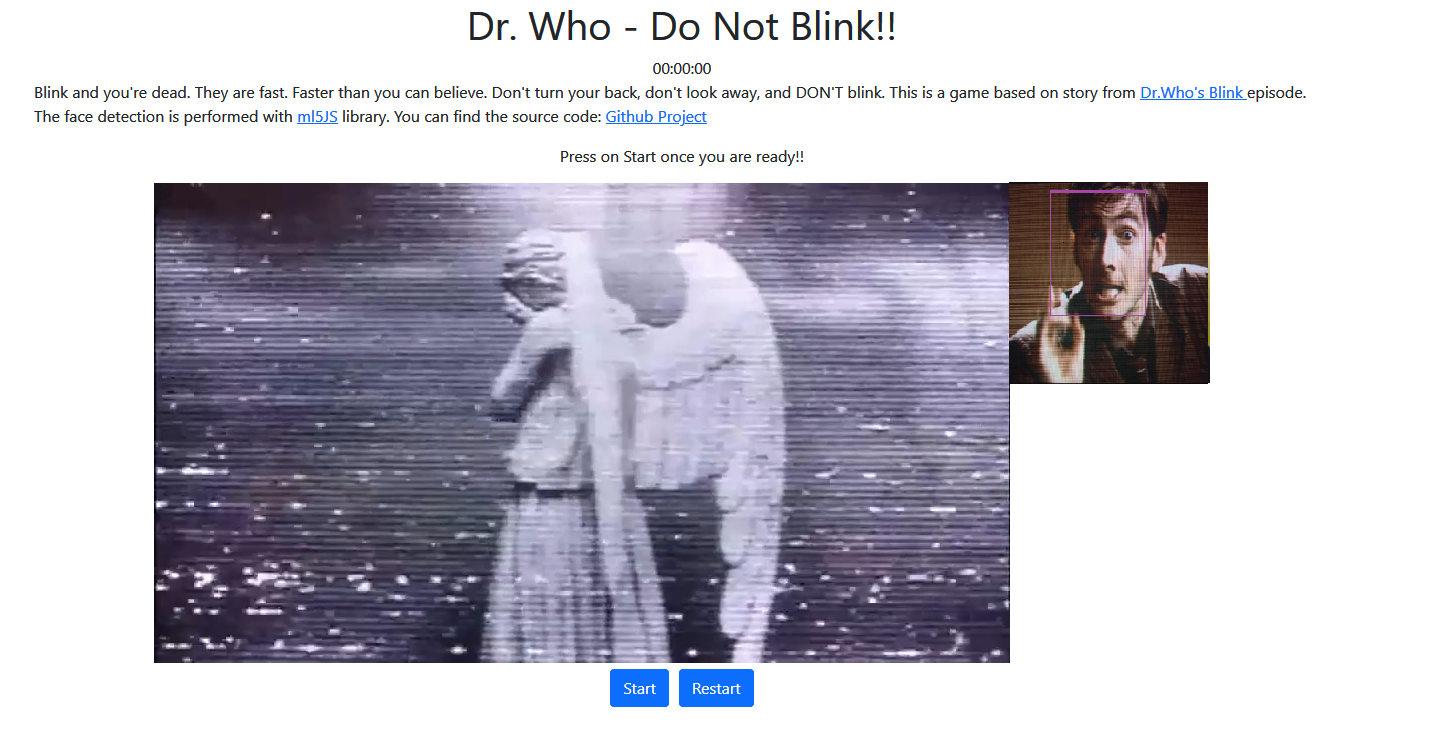 Dr. Who - Do Not Blink!!
00:00:00
Blink and you're dead. They are fast. Faster than you can believe. Don't turn your back, don't look away, and DON'T blink. This is a game based on story from Dr.Who's Blink episode.
The face detection is performed with ml5JS library. You can find the source code: Github Project
Press on Start once you are ready!!
Start Restart